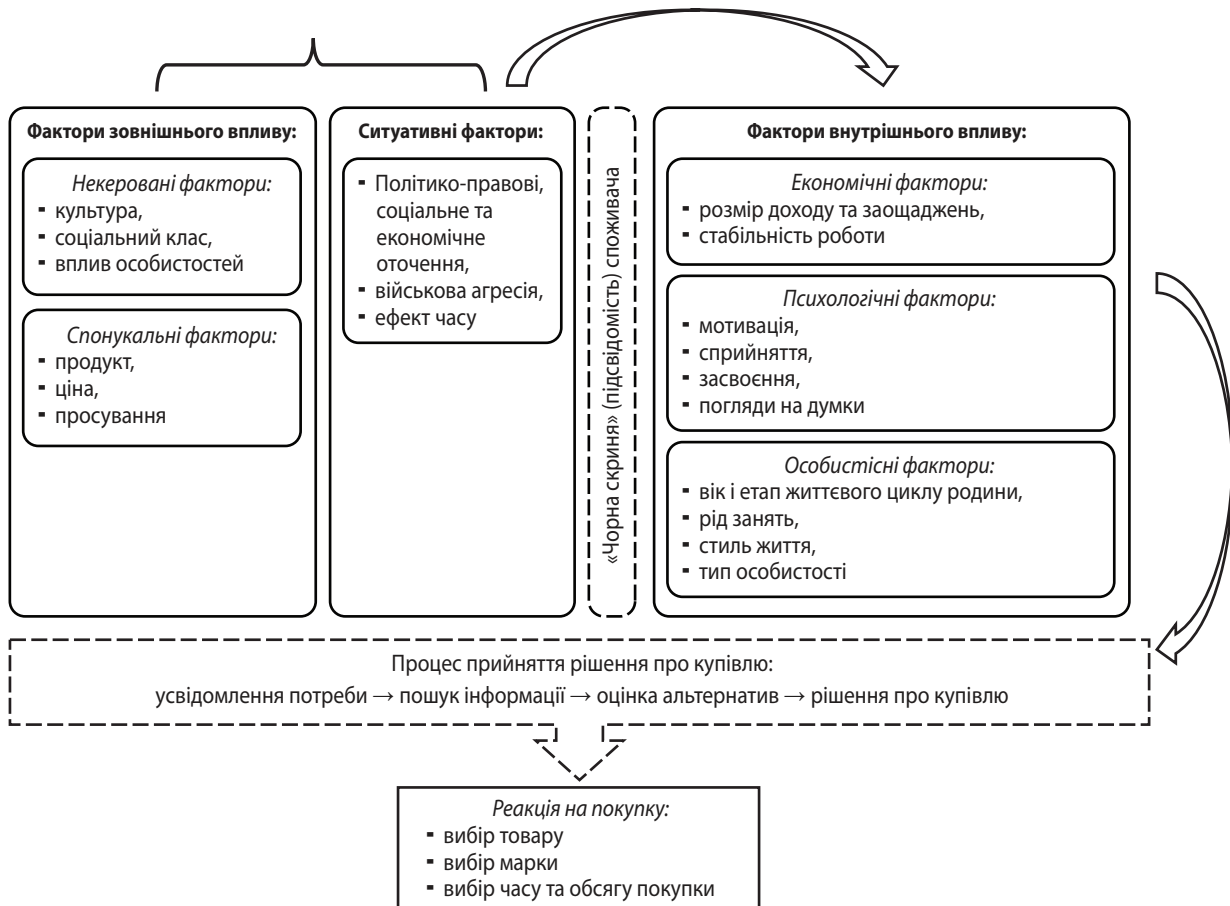 Фактори зовнішнього впливу:
Некеровані фактори:
▪ культура,
▪ соціальний клас,
▪ вплив особистостей
Спонукальні фактори:
▪ продукт,
▪ ціна,
▪ просування
Ситуативні фактори:
▪ Політико-правові,
соціальне та
економічне
оточення,
▪ військова агресія,
▪ ефект часу
«Чорна скриня» (підсвідомість) споживача
Фактори внутрішнього впливу:
Економічні фактори:
▪ розмір доходу та заощаджень,
▪ стабільність роботи
Психологічні фактори:
▪ мотивація,
▪ сприйняття,
▪ засвоєння,
▪ погляди на думки
Особистісні фактори:
▪ вік і етап життєвого циклу родини,
▪ рід занять,
▪ стиль життя,
▪ тип особистості
Процес прийняття рішення про купівлю:
усвідомлення потреби → пошук інформації → оцінка альтернатив → рішення про купівлю
Реакція на покупку:
▪ вибір товару
▪ вибір марки
▪ вибір часу та обсягу покупки